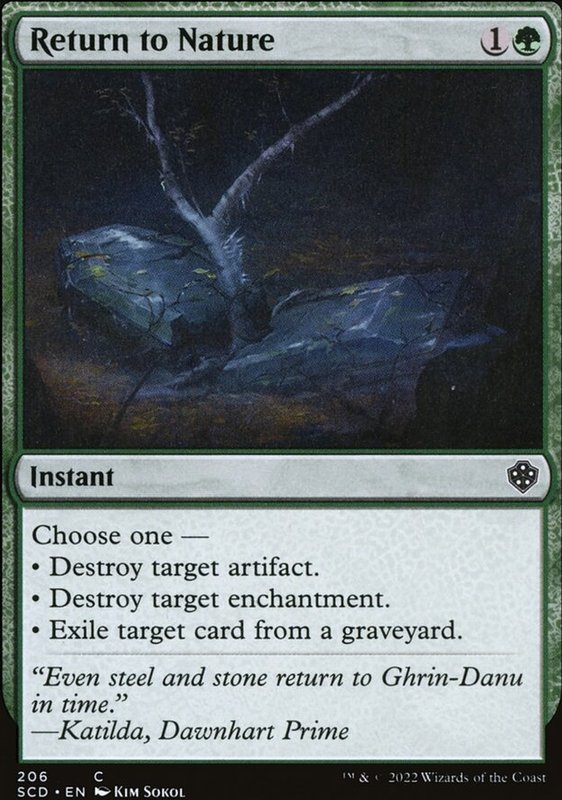 Return to Nature 1
Instant
Choose one —
• Destroy target artifact.
• Destroy target enchantment.
• Exile target card from a graveyard.
“Even steel and stone return to Ghrin-Danu
in time.”
—Katilda, Dawnhart Prime
206 C
SCD • EN Kim Sokol
™ & © 2022 Wizards of the Coast